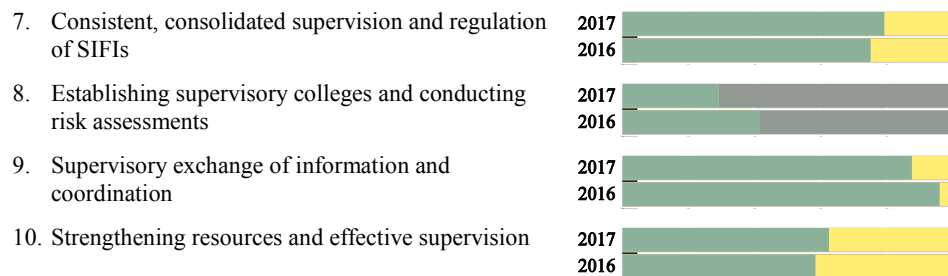 7. Consistent, consolidated supervision and regulation
of SIFIs
2017
2016
8. Establishing supervisory colleges and conducting
risk assessments
2017
2016
9. Supervisory exchange of information and
coordination
2017
2016
10. Strengthening resources and effective supervision
2017
2016